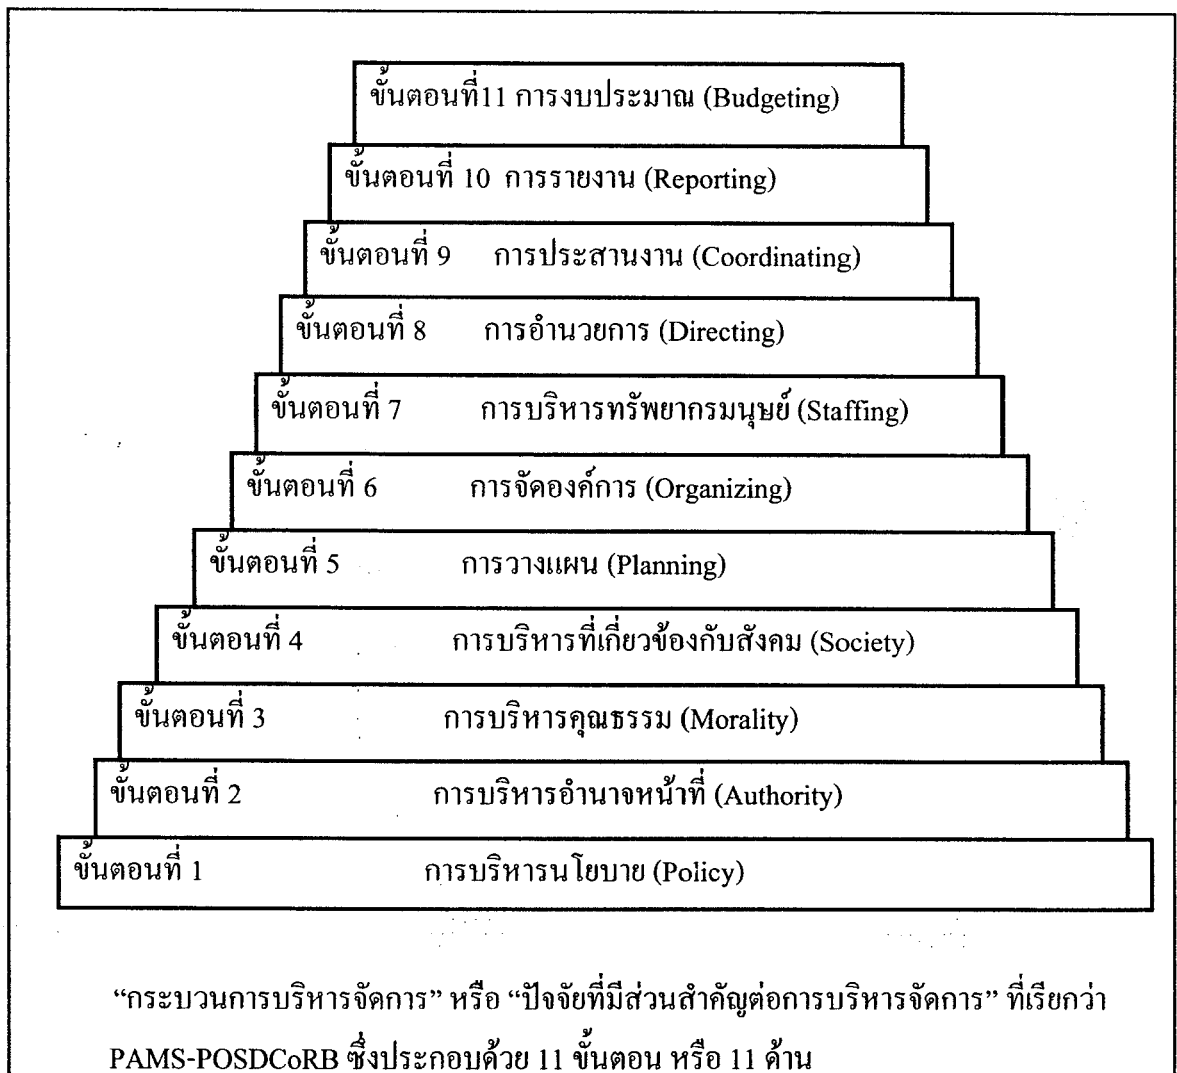 ขั้นตอนที่11 การงบประมาณ (Budgeting)
ขั้นตอนที่ 10 การรายงาน (Reporting)
ขั้นตอนที่ 9 การประสานงาน (Coordinating)
ขั้นตอนที่ 8 การอำนวยการ (Directing)
ขั้นตอนที่ 7 การบริหารทรัพยากรมนุษย์ (Staffing)
ขั้นตอนที่ 6 การจัดองค์การ (Organizing)
ขั้นตอนที่ 5 การวางแผน (Planning)
ขั้นตอนที่ 4 การบริหารที่เกี่ยวข้องกับสังคม (Society)
ขั้นตอนที่ 3 การบริหารคุณธรรม (Morality)
ขั้นตอนที่ 2 การบริหารอำนาจหน้าที่ (Authority)
ขั้นตอนที่ 1 การบริหารนโยบาย (Policy)
“กระบวนการบริหารจัดการ” หรือ “ปัจจัยที่มีส่วนสำคัญต่อการบริหารจัดการ” ที่เรียกว่า
PAMS-POSDCoRB ซึ่งประกอบด้วย 11 ขั้นตอน หรือ 11 ด้าน